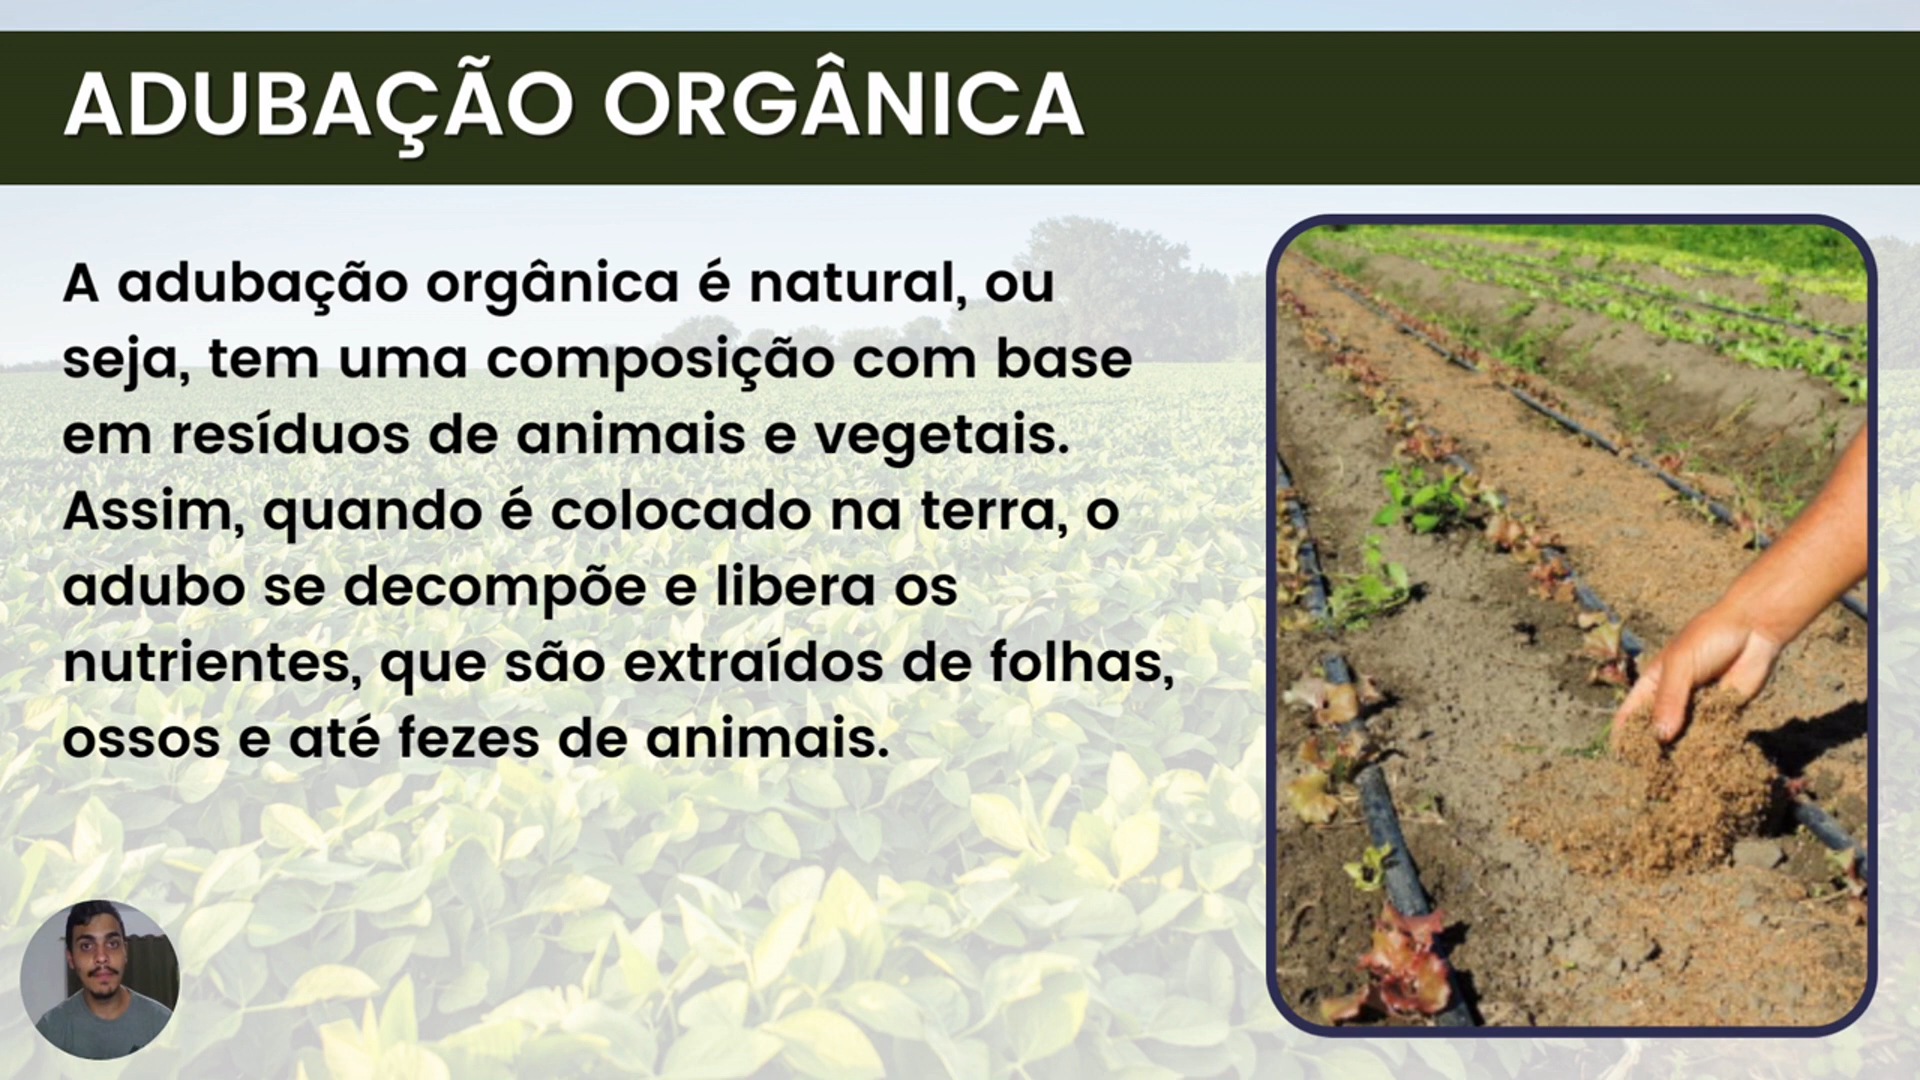 ADUBAÇÃO ORGÂNICA
A adubação orgânica é natural, ou
seja, tem uma composição com base
em resíduos de animais e vegetais.
Assim, quando é colocado na terra, o
adubo se decompõe e libera os
nutrientes, que são extraídos de folhas,
ossos e até fezes de animais.